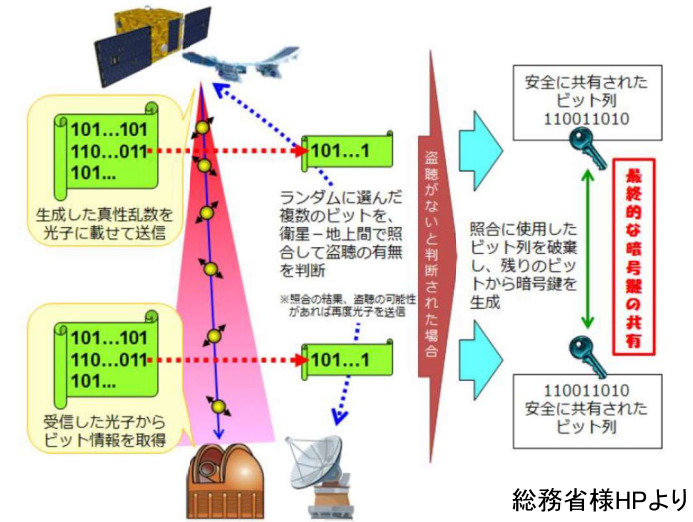 101…101
110…011
101…
生成した真性乱数を
光子に載せて送信
101…1
ランダムに選んだ
複数のビットを、
衛星－地上間で照
合して盗聴の有無
を判断
※照合の結果、盗聴の可能性
があれば再度光子を送信
101…101
110…011
101…
受信した光子から
ビット情報を取得
101…1
盗聴がないと判断された場合
安全に共有された
ビット列
110011010
照合に使用した
ビット列を破棄
し、残りのビッ
トから暗号鍵を
生成
最終的な暗号鍵の共有
110011010
安全に共有された
ビット列
総務省様HPより